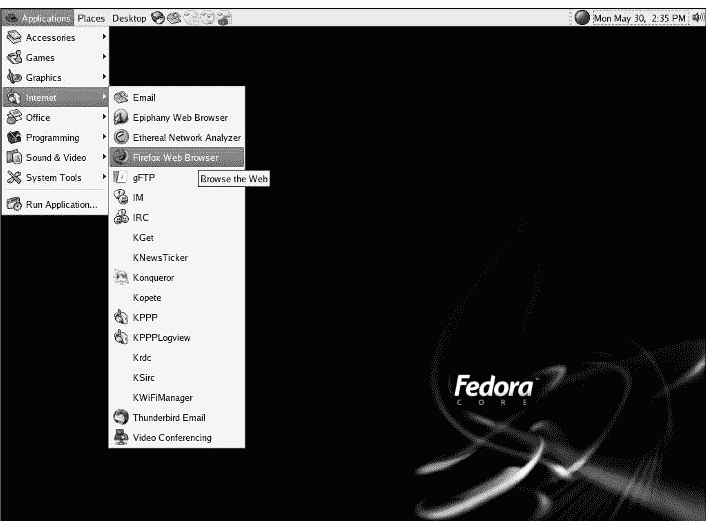 Applications Places Desktop Mon May 30, 2:35 PM
Accessories
Games
Graphics
Internet
Office
Programming
Sound & Video
System Tools
Run Application...
Email
Epiphany Web Browser
Ethereal Network Analyzer
Firefox Web Browser
gFTP
Browse the Web
IM
IRC
KGet
KNewsTicker
Konqueror
Kopete
KPPP
KPPPLogview
Krdc
KSirc
KWiFiManager
Thunderbird Email
Video Conferencing
Fedora™
CORE